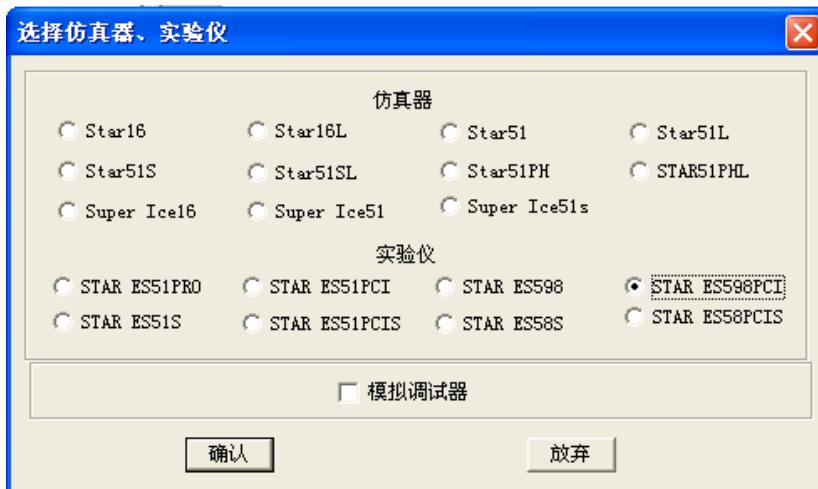 选择仿真器、实验仪
仿真器
Star16 Star16L Star51 Star51L
Star51S Star51SL Star51PH STAR51PHL
Super Ice16 Super Ice51 Super Ice51s
实验仪
STAR ES51PRO STAR ES51PCI STAR ES598 STAR ES598PCI
STAR ES51S STAR ES51PCIS STAR ES58S STAR ES58PCIS
模拟调试器
确认 放弃